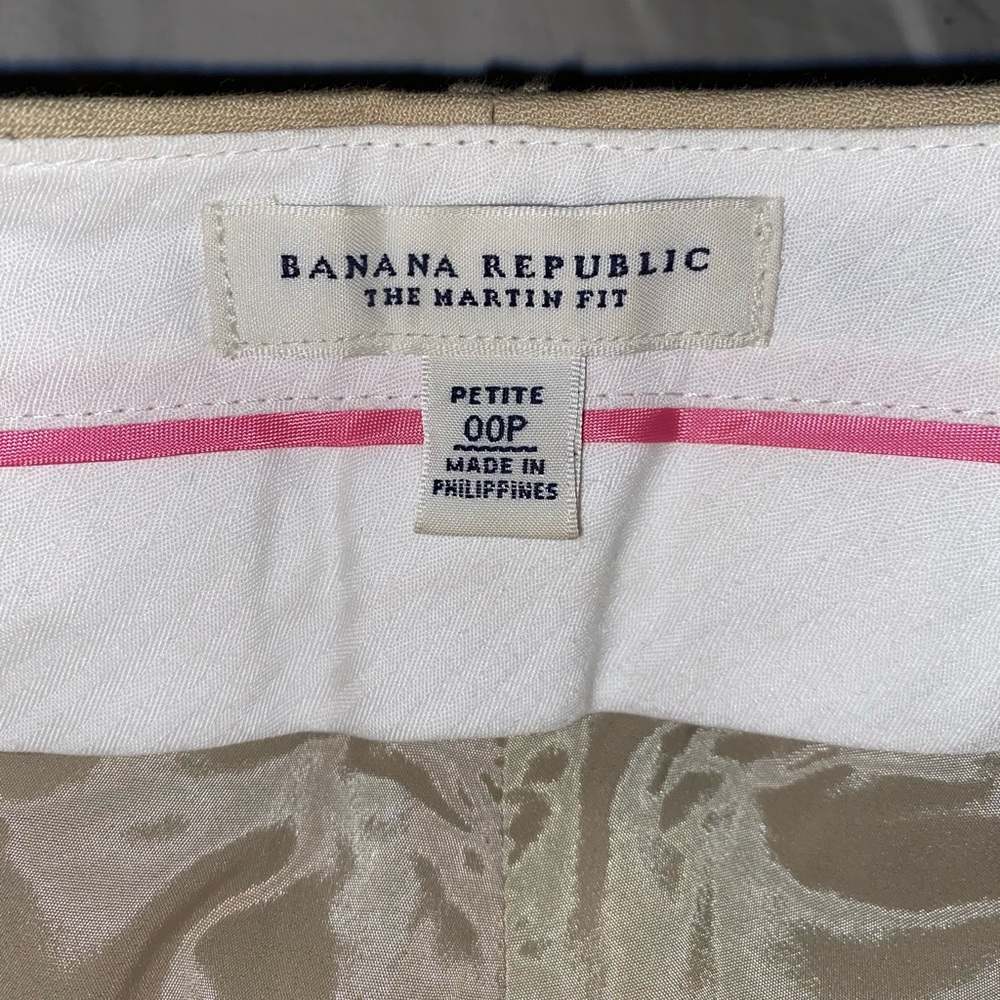 BANANA REPUBLIC
THE MARTIN FIT
PETITE
00P
MADE IN
PHILIPPINES